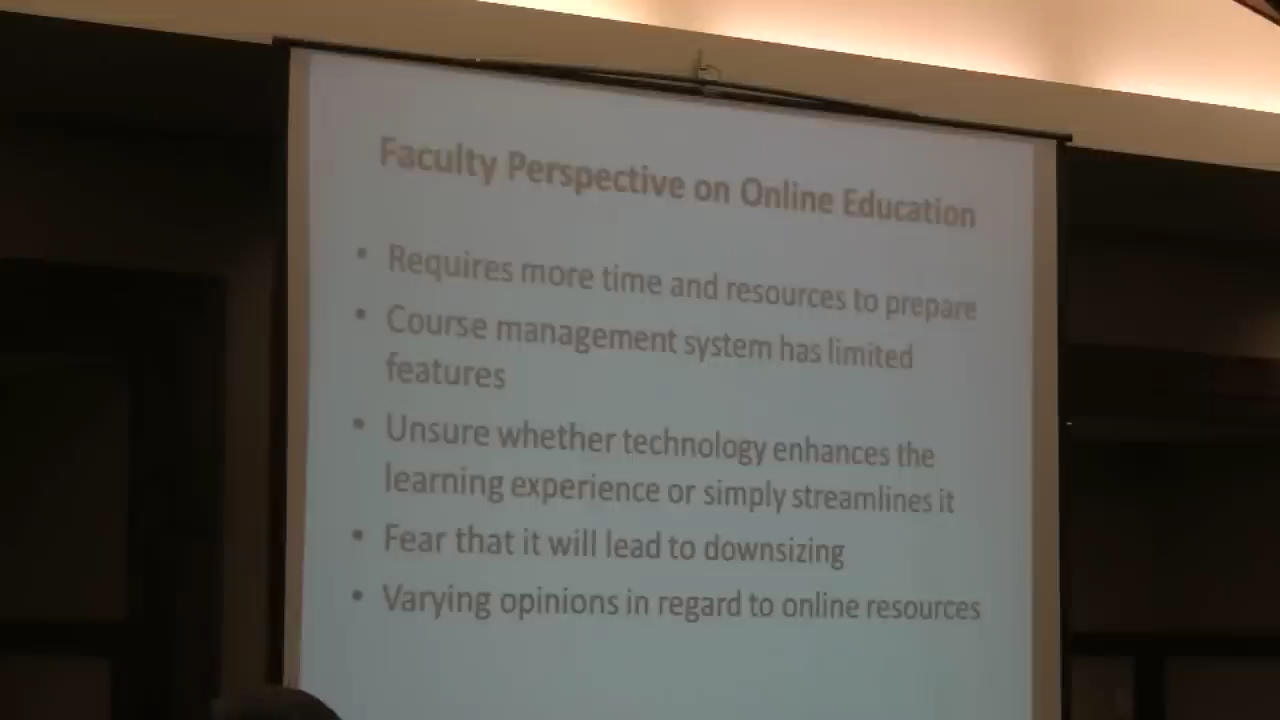 Faculty Perspective on Online Education
• Requires more time and resources to prepare
• Course management system has limited
features
• Unsure whether technology enhances the
learning experience or simply streamlines it
• Fear that it will lead to downsizing
• Varying opinions in regard to online resources